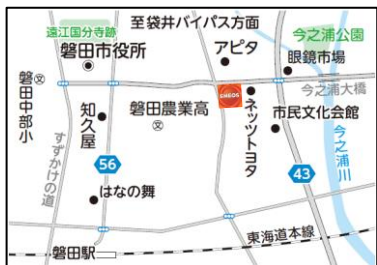 遠江国分寺跡
至袋井バイパス方面
今之浦公園
磐田市役所
アピタ
眼鏡市場
磐田中部小
文
知久屋
磐田農業高
文
ENEOS
ネッツトヨタ
今之浦大橋
市民文化会館
すずかけの道
56
はなの舞
43
今之浦川
東海道本線
磐田駅